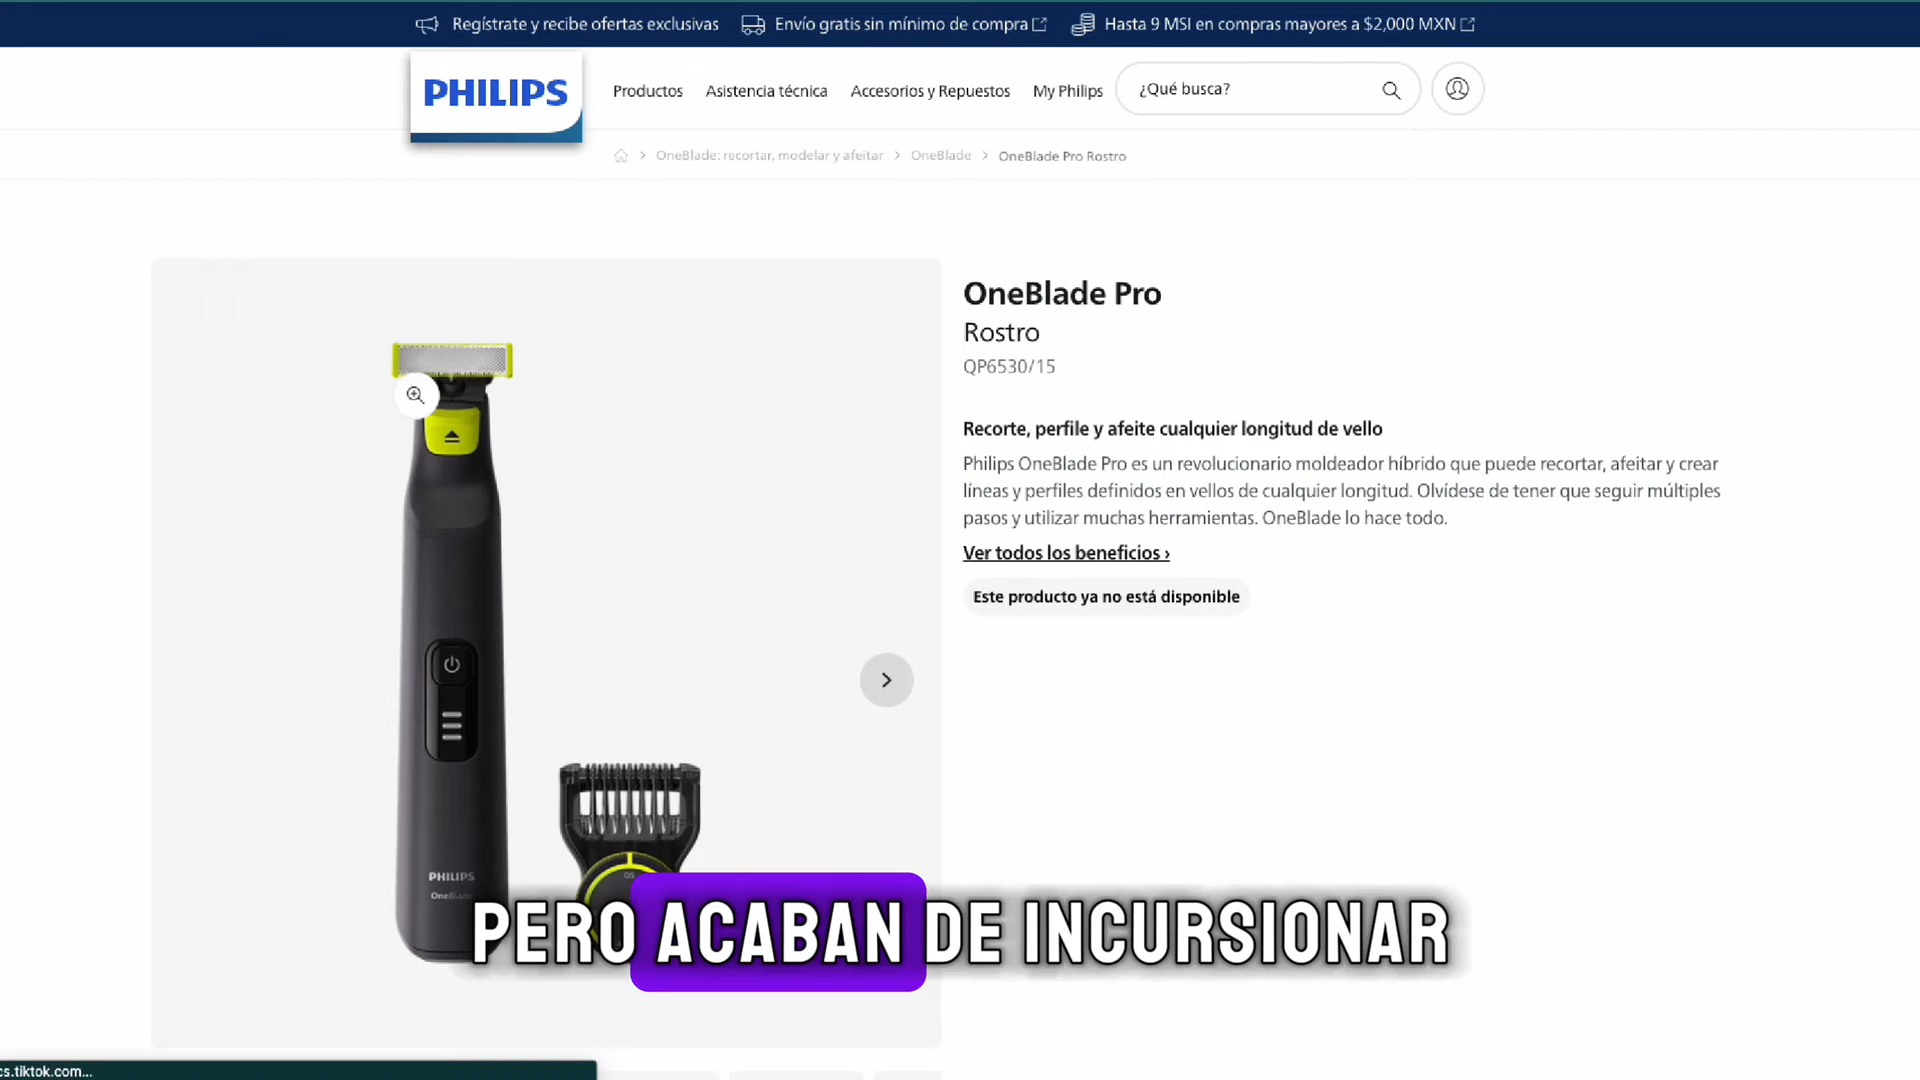 Regístrate y recibe ofertas exclusivas
Envío gratis sin mínimo de compra
Hasta 9 MSI en compras mayores a $2,000 MXN
PHILIPS
Productos
Asistencia técnica
Accesorios y Repuestos
My Philips
¿Qué busca?
OneBlade: recortar, modelar y afeitar > OneBlade > OneBlade Pro Rostro
OneBlade Pro
Rostro
QP6530/15
Recorte, perfile y afeite cualquier longitud de vello
Philips OneBlade Pro es un revolucionario moldeador híbrido que puede recortar, afeitar y crear
líneas y perfiles definidos en vellos de cualquier longitud. Olvídese de tener que seguir múltiples
pasos y utilizar muchas herramientas. OneBlade lo hace todo.
Ver todos los beneficios ›
Este producto ya no está disponible
PHILIPS
OneBlade
PERO ACABAN DE INCURSIONAR
cs.tiktok.com...